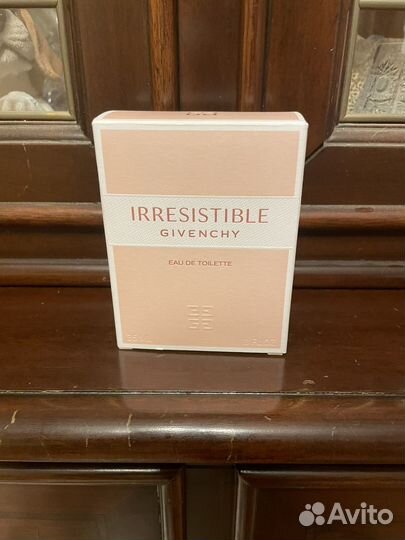 IRRESISTIBLE
GIVENCHY
EAU DE TOILETTE
Avito